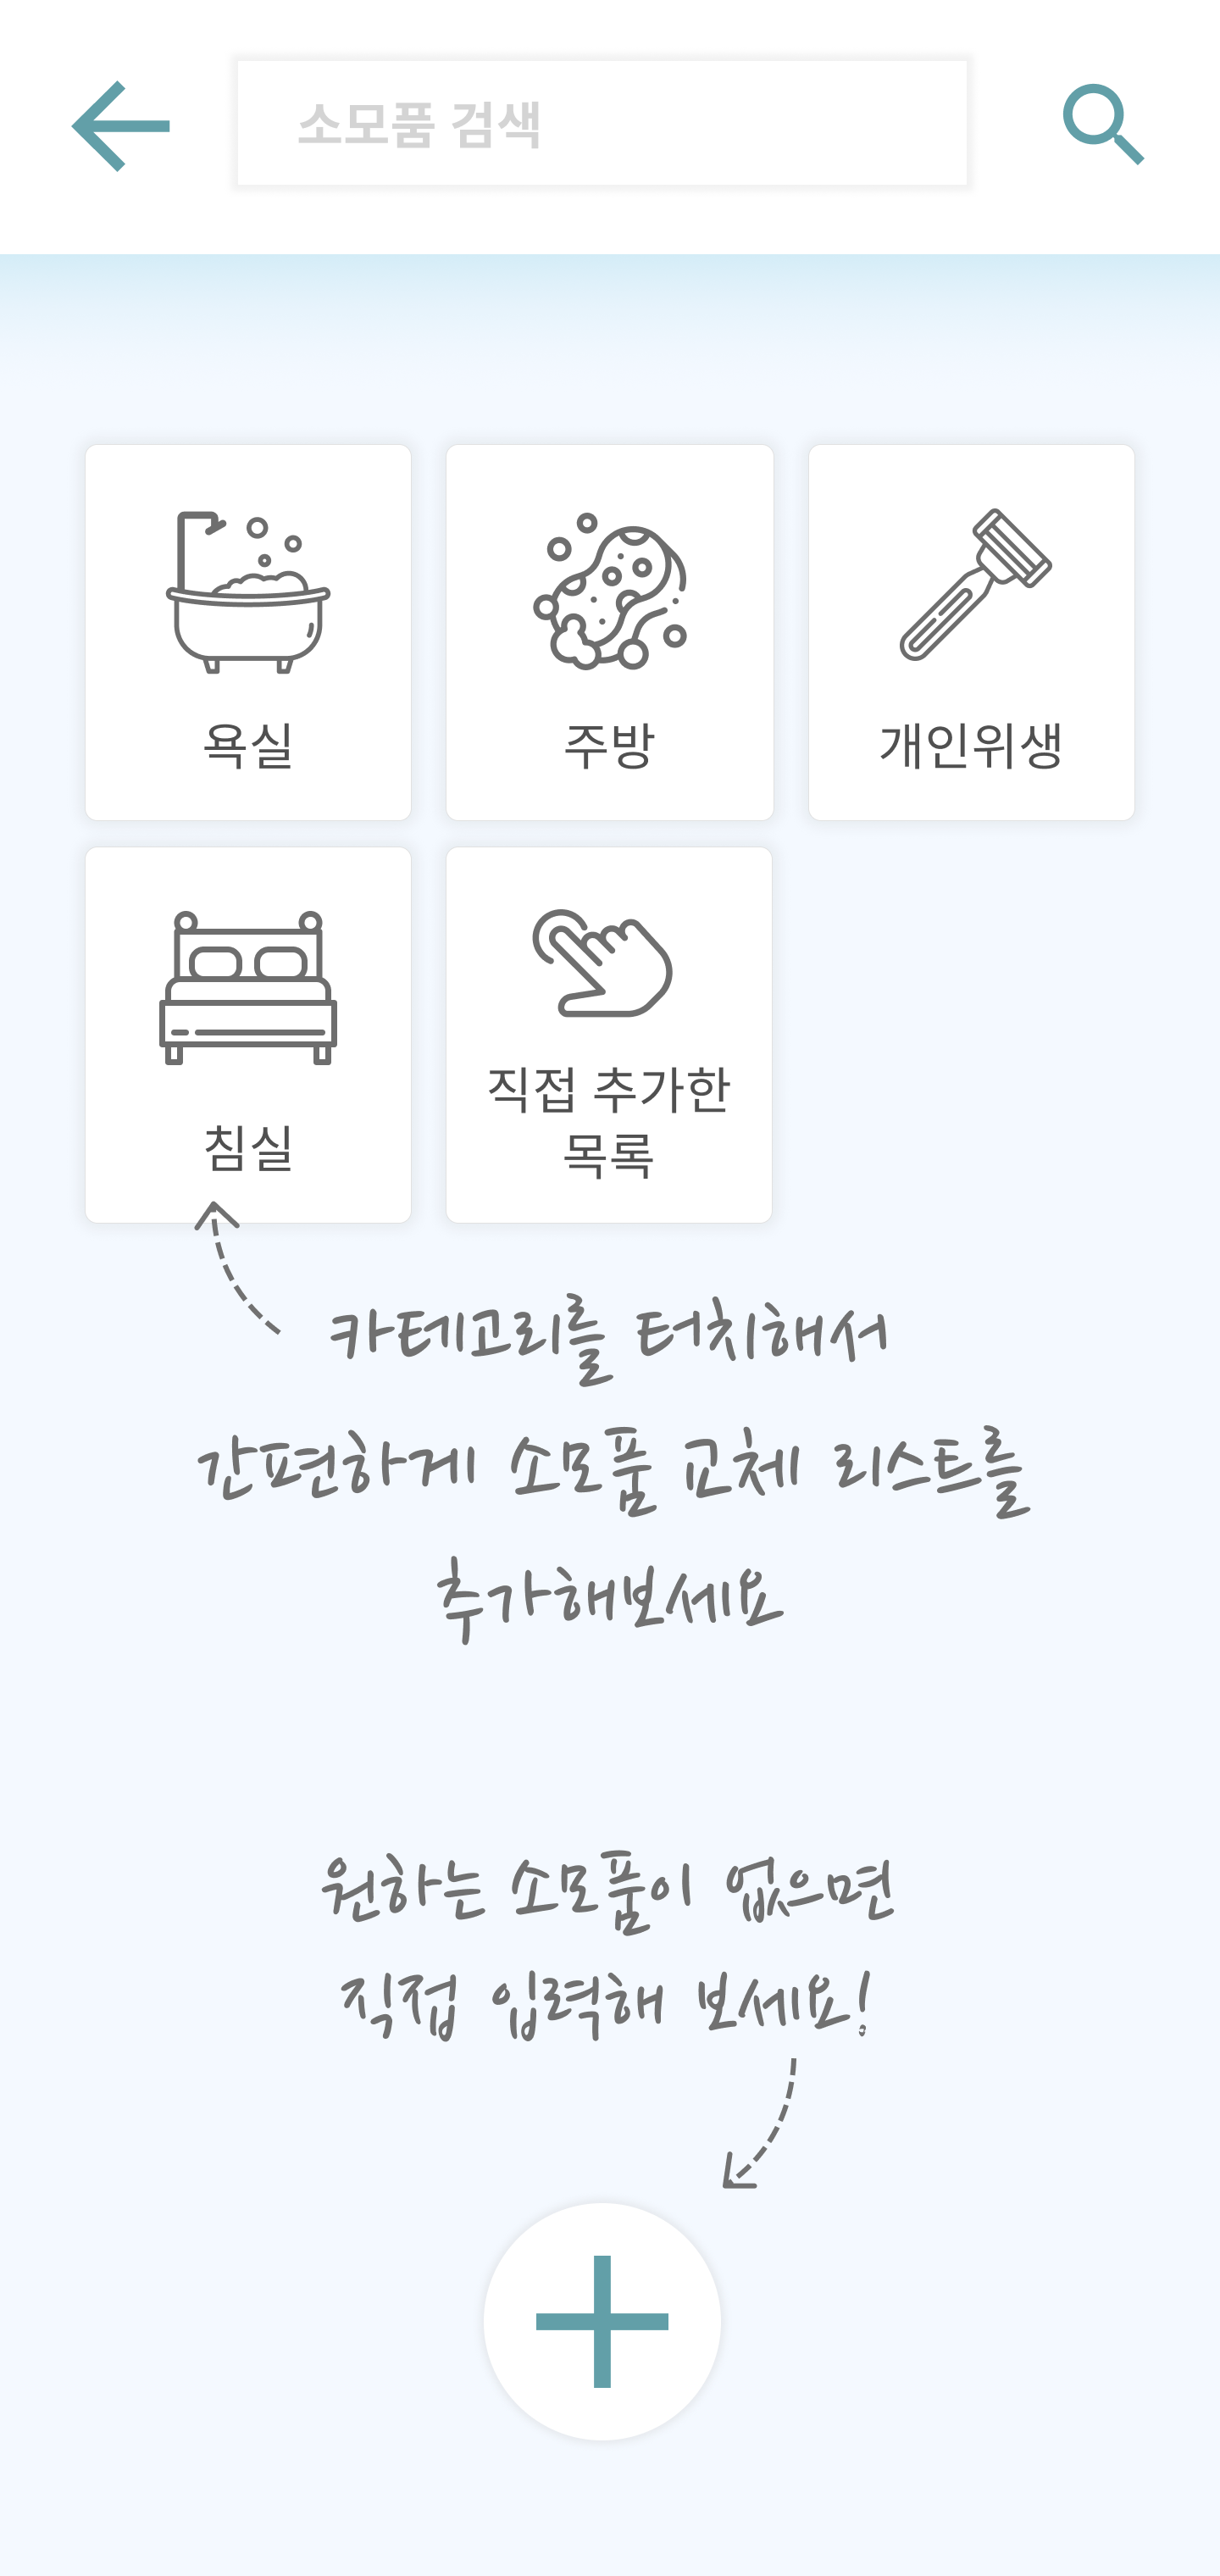 소모품 검색
욕실
주방
개인위생
침실
직접 추가한
목록
카테고리를 터치해서
간편하게 소모품 교체 리스트를
추가해보세요
원하는 소모품이 없으면
직접 입력해 보세요!